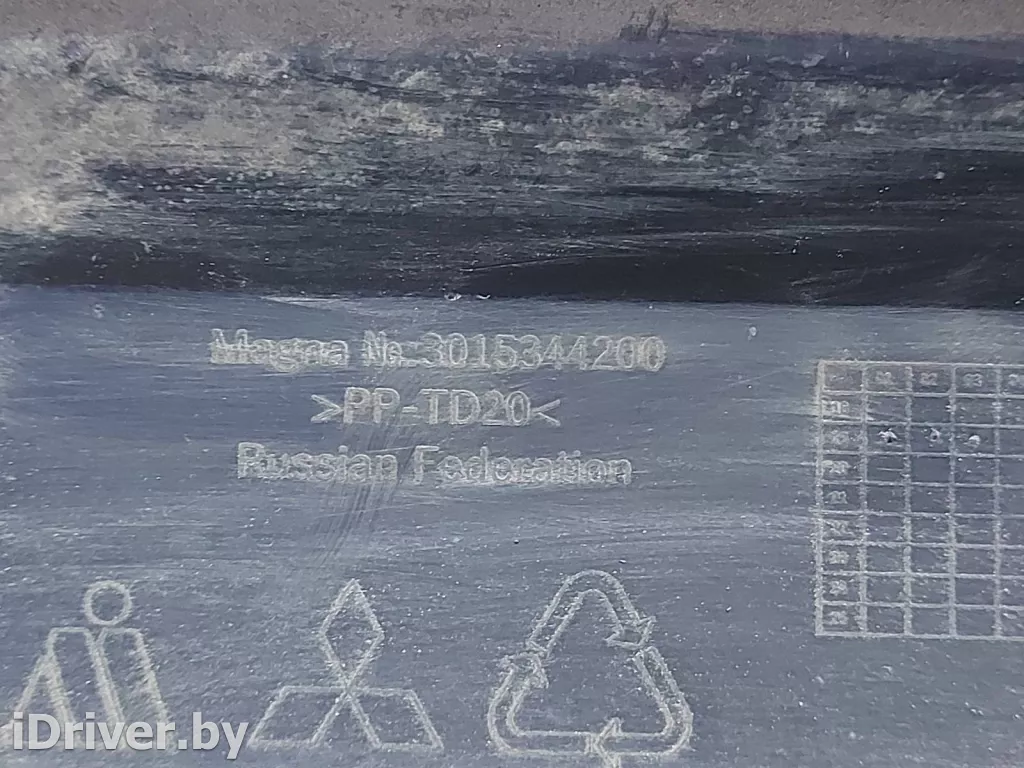 Magna No:3015344200
>PP-TD20<
Russian Federation
iDriver.by